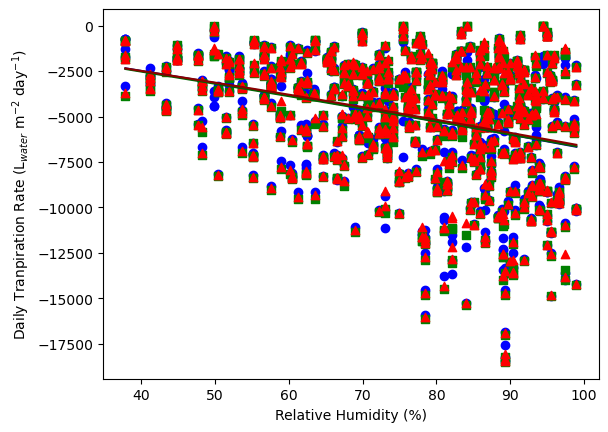 0
−2500
−5000
−7500
−10000
−12500
−15000
−17500
Daily Tranpiration Rate (L$_{water}$ m$^{-2}$ day$^{-1}$)
40 50 60 70 80 90 100
Relative Humidity (%)